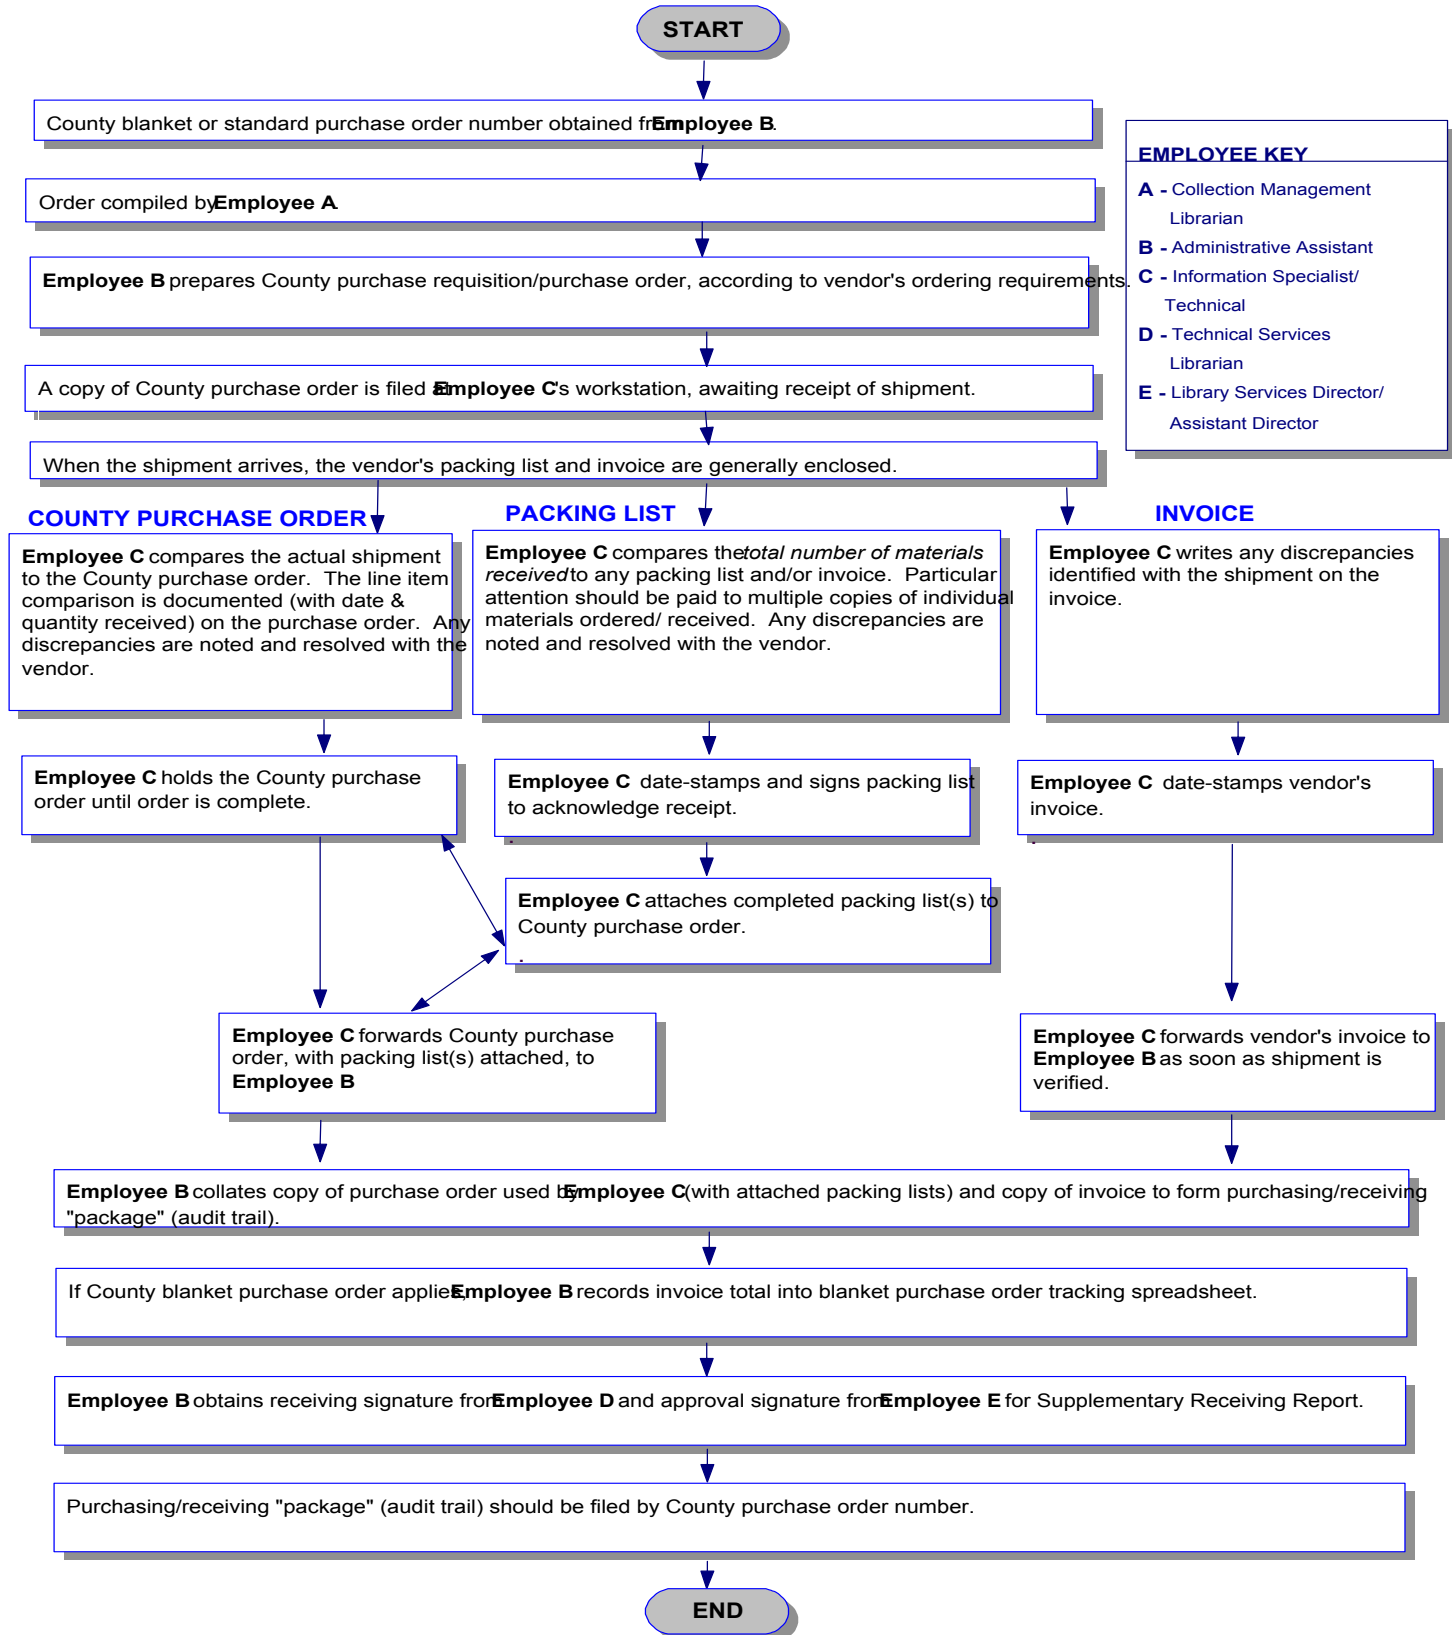 START
County blanket or standard purchase order number obtained from Employee B.
Order compiled by Employee A.
Employee B prepares County purchase requisition/purchase order, according to vendor's ordering requirements.
A copy of County purchase order is filed at Employee C's workstation, awaiting receipt of shipment.
When the shipment arrives, the vendor's packing list and invoice are generally enclosed.
EMPLOYEE KEY
A - Collection Management
Librarian
B - Administrative Assistant
C - Information Specialist/
Technical
D - Technical Services
Librarian
E - Library Services Director/
Assistant Director
COUNTY PURCHASE ORDER
Employee C compares the actual shipment
to the County purchase order. The line item
comparison is documented (with date &
quantity received) on the purchase order. Any
discrepancies are noted and resolved with the
vendor.
Employee C holds the County purchase
order until order is complete.
PACKING LIST
Employee C compares the total number of materials
received to any packing list and/or invoice. Particular
attention should be paid to multiple copies of individual
materials ordered/ received. Any discrepancies are
noted and resolved with the vendor.
Employee C date-stamps and signs packing list
to acknowledge receipt.
.
Employee C attaches completed packing list(s) to
County purchase order.
.
INVOICE
Employee C writes any discrepancies
identified with the shipment on the
invoice.
Employee C date-stamps vendor's
invoice.
.
Employee C forwards County purchase
order, with packing list(s) attached, to
Employee B
Employee C forwards vendor's invoice to
Employee B as soon as shipment is
verified.
Employee B collates copy of purchase order used by Employee C (with attached packing lists) and copy of invoice to form purchasing/receiving
"package" (audit trail).
If County blanket purchase order applies, Employee B records invoice total into blanket purchase order tracking spreadsheet.
Employee B obtains receiving signature from Employee D and approval signature from Employee E for Supplementary Receiving Report.
Purchasing/receiving "package" (audit trail) should be filed by County purchase order number.
END